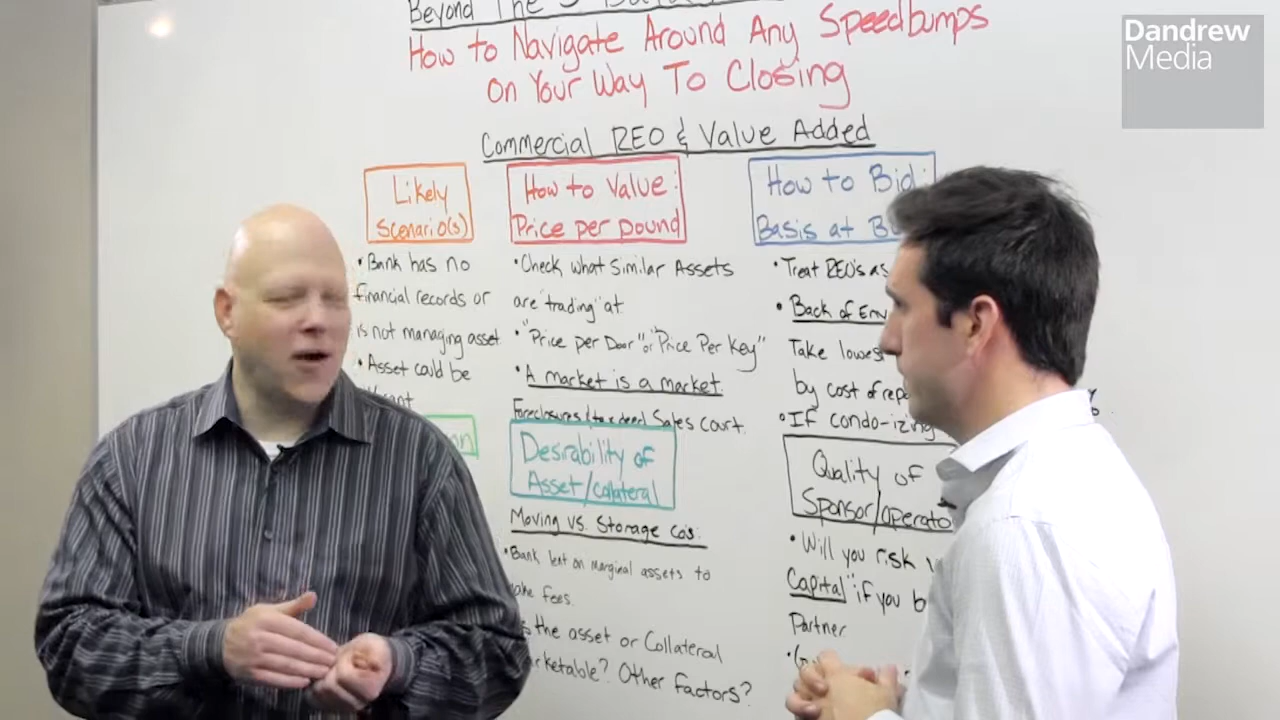 Beyond The 3
How to Navigate Around Any Speedbumps
on Your Way To Closing
Commercial REO & Value Added
Likely
Scenario(s)
• Bank has no
financial records or
is not managing asset
• Asset could be
How to Value:
Price per pound
• Check what Similar Assets
are "trading" at
• "Price per Door" or "Price Per Key"
• A market is a market.
Foreclosures Sales court.
Desirability of
Asset/collateral
Moving vs. Storage
• Bank lent on marginal assets to
fees.
the asset or Collateral
Other factors?
How to Bid:
Basis at
• Treat REO's as
• Back of
Take
by cost of
• If condo-izing
Quality of
Sponsor/
• Will you risk
Capital" if you
Partner
Dandrew
Media